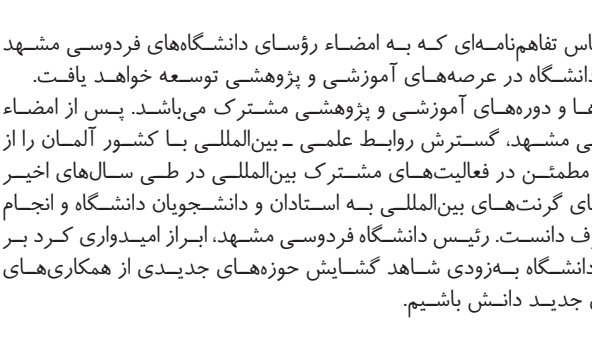 تفاهم‌نامه‌ای که به امضاء رؤسای دانشگاه‌های فردوسی مشهد
دانشگاه در عرصه‌های آموزشی و پژوهشی توسعه خواهد یافت.
و دوره‌های آموزشی و پژوهشی مشترک می‌باشد. پس از امضاء
مشهد، گسترش روابط علمی ـ بین‌المللی با کشور آلمان را از
مطمئن در فعالیت‌های مشترک بین‌المللی در طی سال‌های اخیر
گرنت‌های بین‌المللی به استادان و دانشجویان دانشگاه و انجام
دانست. رئیس دانشگاه فردوسی مشهد، ابراز امیدواری کرد بر
دانشگاه به‌زودی شاهد گشایش حوزه‌های جدیدی از همکاری‌های
جدید دانش باشیم.